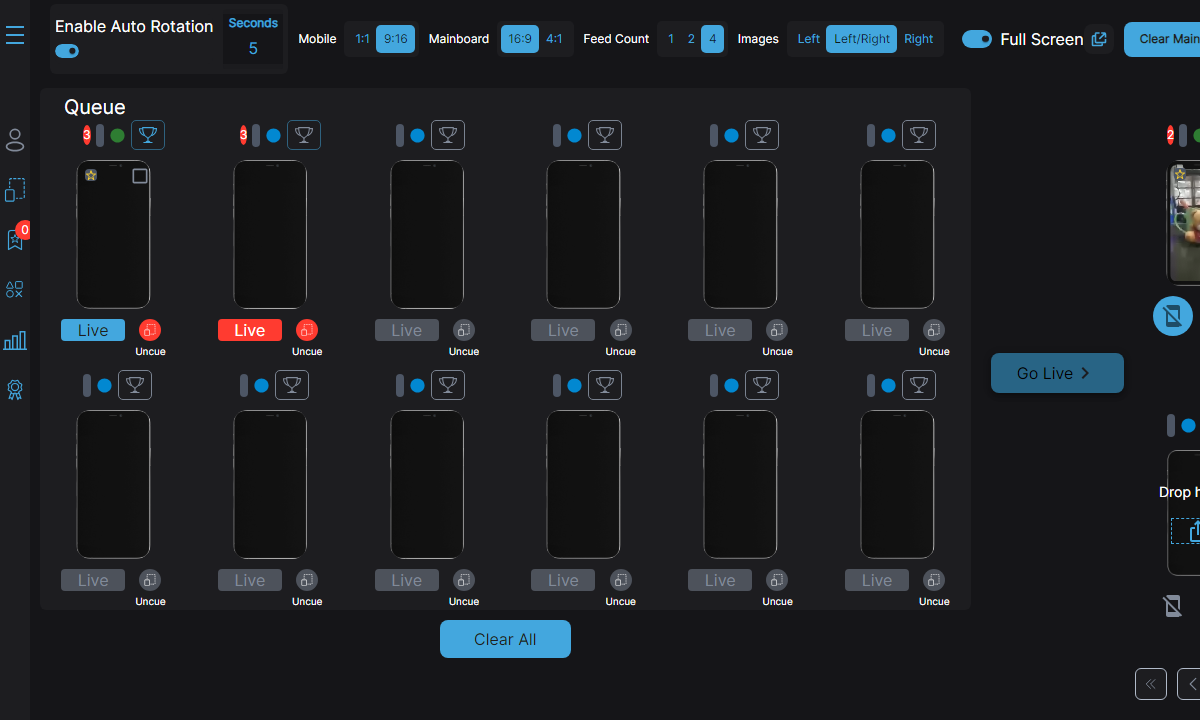 Enable Auto Rotation
Seconds
5
Mobile
1:1
9:16
Mainboard
16:9
4:1
Feed Count
1
2
4
Images
Left
Left/Right
Right
Full Screen
Clear Main
0
Queue
3
3
2
Live
Live
Live
Live
Live
Live
Uncue
Uncue
Uncue
Uncue
Uncue
Uncue
Go Live
Live
Live
Live
Live
Live
Live
Uncue
Uncue
Uncue
Uncue
Uncue
Uncue
Drop h
Clear All